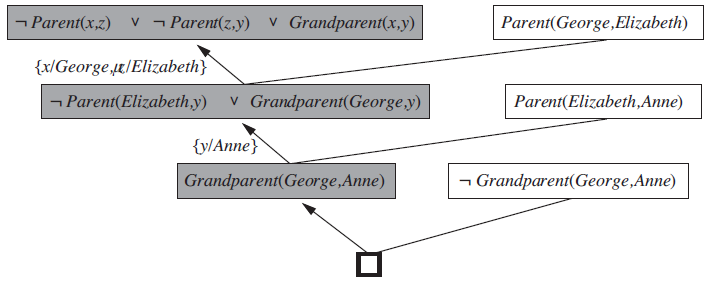 ¬ Parent(x,z) ∨ ¬ Parent(z,y) ∨ Grandparent(x,y) Parent(George,Elizabeth)
{x/George, z/Elizabeth}
¬ Parent(Elizabeth,y) ∨ Grandparent(George,y) Parent(Elizabeth,Anne)
{y/Anne}
Grandparent(George,Anne) ¬ Grandparent(George,Anne)